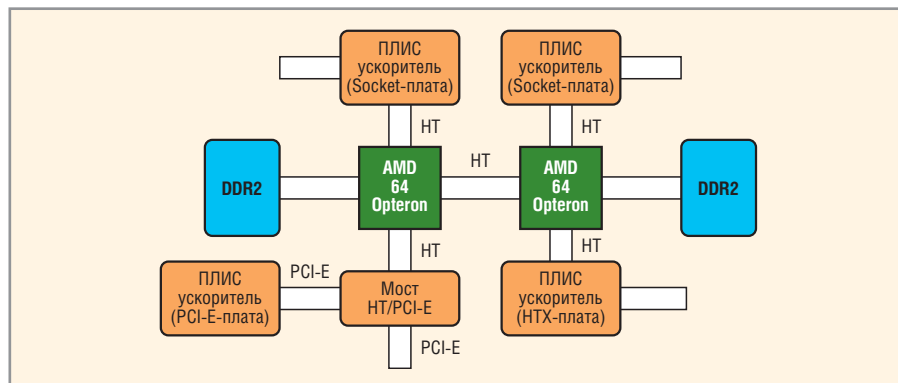 ПЛИС
ускоритель
(Socket-плата)
ПЛИС
ускоритель
(Socket-плата)
HT
HT
DDR2
AMD
64
Opteron
HT
AMD
64
Opteron
DDR2
HT
HT
ПЛИС
ускоритель
(PCI-E-плата)
PCI-E
Мост
HT/PCI-E
ПЛИС
ускоритель
(HTX-плата)
PCI-E